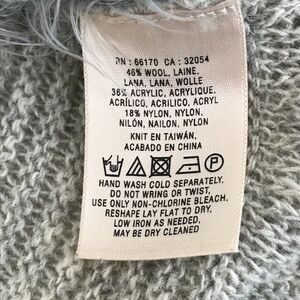 RN : 66170 CA : 32054
46% WOOL, LAINE,
LANA, LANA, WOLLE
36% ACRYLIC, ACRYLIQUE,
ACRÍLICO, ACRILICO, ACRYL
18% NYLON, NYLON,
NILÓN, NAILON, NYLON
KNIT EN TAIWÁN,
ACABADO EN CHINA
P
HAND WASH COLD SEPARATELY.
DO NOT WRING OR TWIST,
USE ONLY NON-CHLORINE BLEACH.
RESHAPE LAY FLAT TO DRY.
LOW IRON AS NEEDED.
MAY BE DRY CLEANED